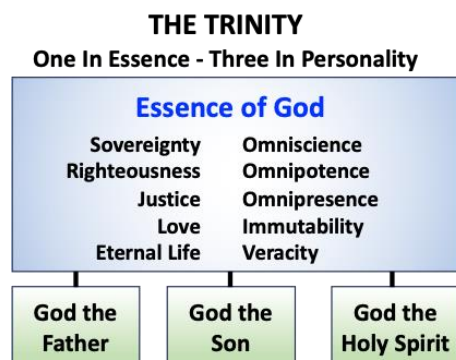 THE TRINITY
One In Essence - Three In Personality
Essence of God
Sovereignty Omniscience
Righteousness Omnipotence
Justice Omnipresence
Love Immutability
Eternal Life Veracity
God the Father
God the Son
God the Holy Spirit